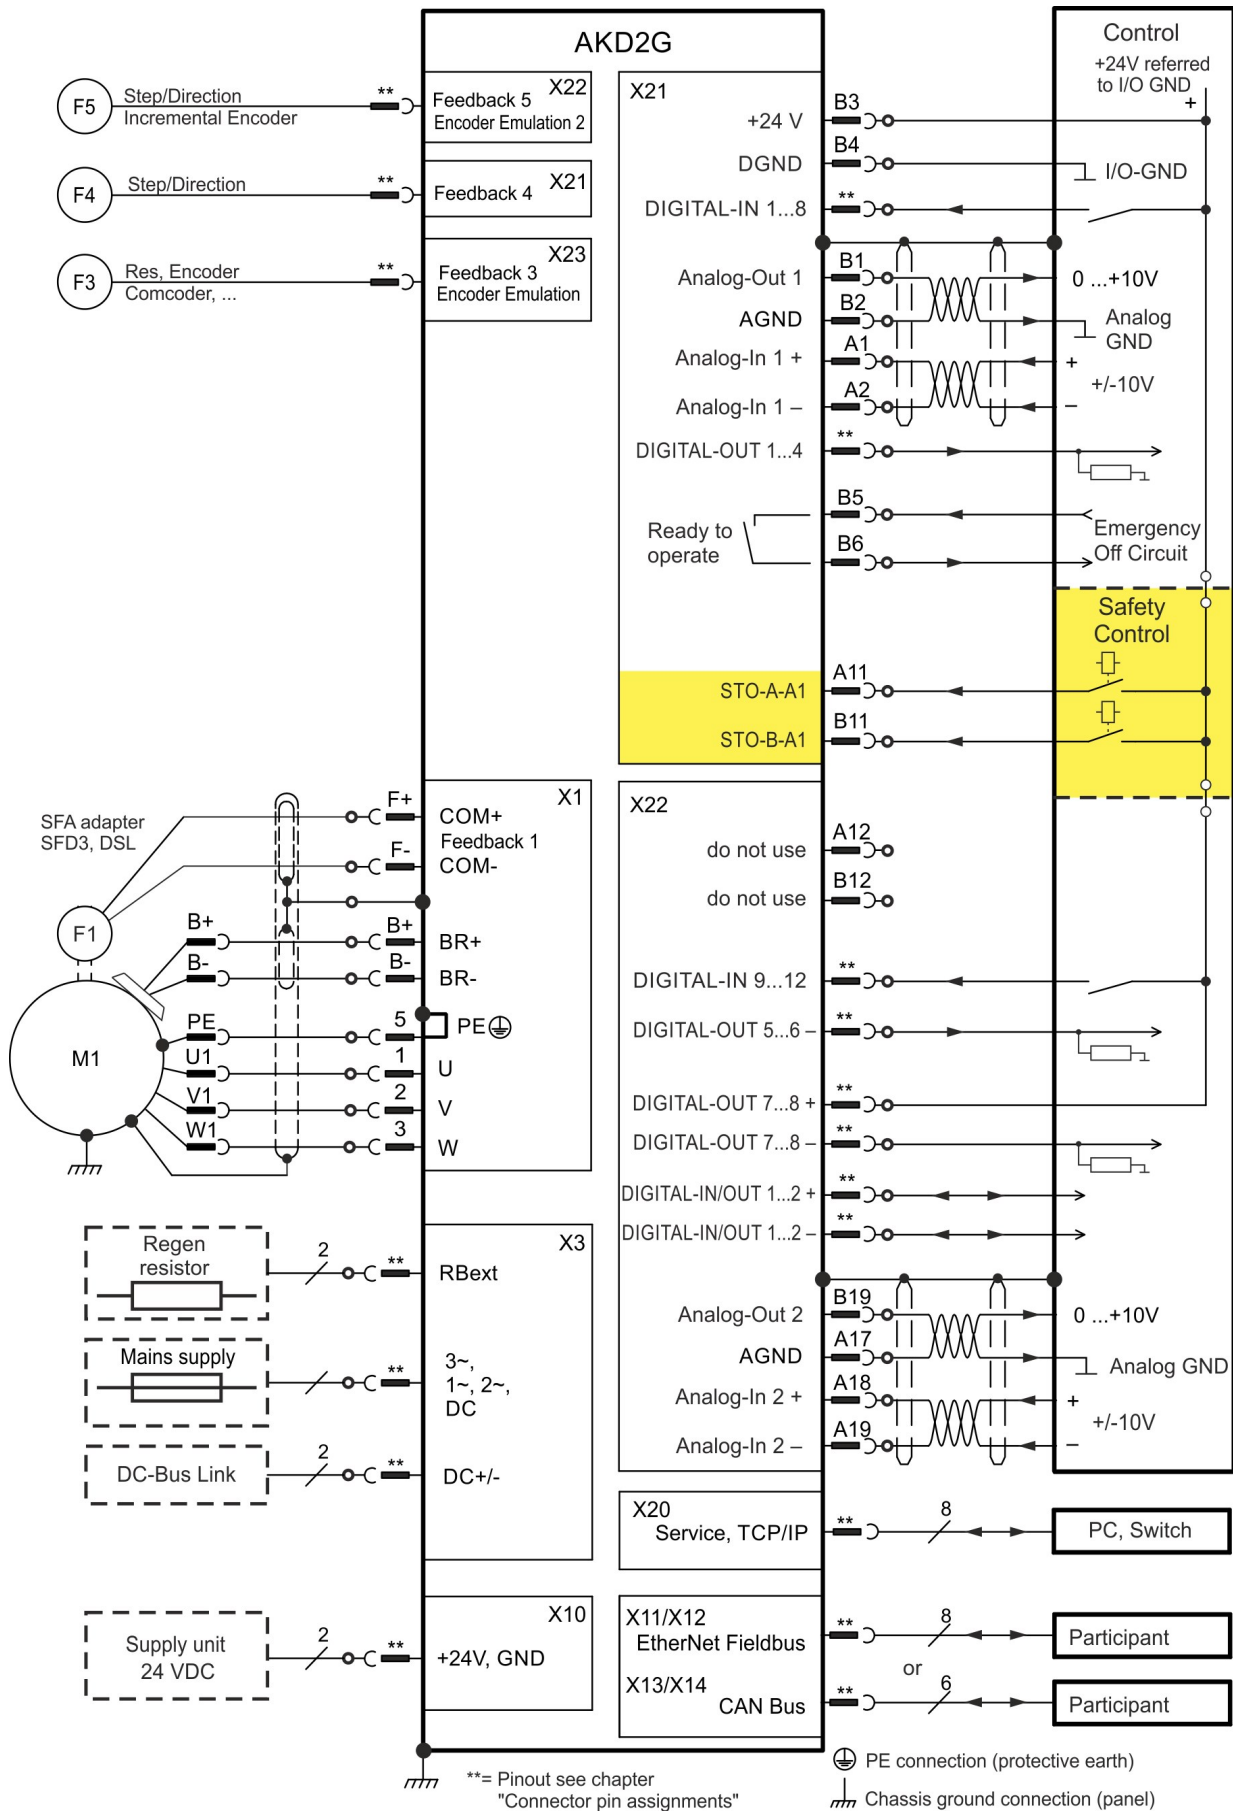 AKD2G
F5
Step/Direction
Incremental Encoder
**
X22
Feedback 5
Encoder Emulation 2
F4
Step/Direction
**
X21
Feedback 4
F3
Res, Encoder
Comcoder, ...
**
X23
Feedback 3
Encoder Emulation
X21
+24 V
B3
DGND
B4
DIGITAL-IN 1...8
**
Analog-Out 1
B1
AGND
B2
Analog-In 1 +
A1
Analog-In 1 –
A2
DIGITAL-OUT 1...4
**
Ready to
operate
B5
B6
STO-A-A1
A11
STO-B-A1
B11
Control
+24V referred
to I/O GND
+
I/O-GND
0 ...+10V
Analog
GND
+
+/-10V
–
Emergency
Off Circuit
Safety
Control
SFA adapter
SFD3, DSL
F1
M1
F+
F-
B+
B+
B-
B-
PE
5
U1
1
V1
2
W1
3
X1
COM+
Feedback 1
COM-
BR+
BR-
PE
U
V
W
X22
do not use
A12
do not use
B12
DIGITAL-IN 9...12
**
DIGITAL-OUT 5...6 –
**
DIGITAL-OUT 7...8 +
**
DIGITAL-OUT 7...8 –
**
DIGITAL-IN/OUT 1...2 +
**
DIGITAL-IN/OUT 1...2 –
**
Analog-Out 2
B19
0 ...+10V
AGND
A17
Analog GND
Analog-In 2 +
A18
+
+/-10V
Analog-In 2 –
A19
–
Regen
resistor
2
**
X3
RBext
Mains supply
**
3~,
1~, 2~,
DC
DC-Bus Link
2
**
DC+/-
Supply unit
24 VDC
2
**
X10
+24V, GND
X20
Service, TCP/IP
**
8
PC, Switch
X11/X12
EtherNet Fieldbus
**
8
Participant
or
X13/X14
CAN Bus
**
6
Participant
**= Pinout see chapter
"Connector pin assignments"
PE connection (protective earth)
Chassis ground connection (panel)